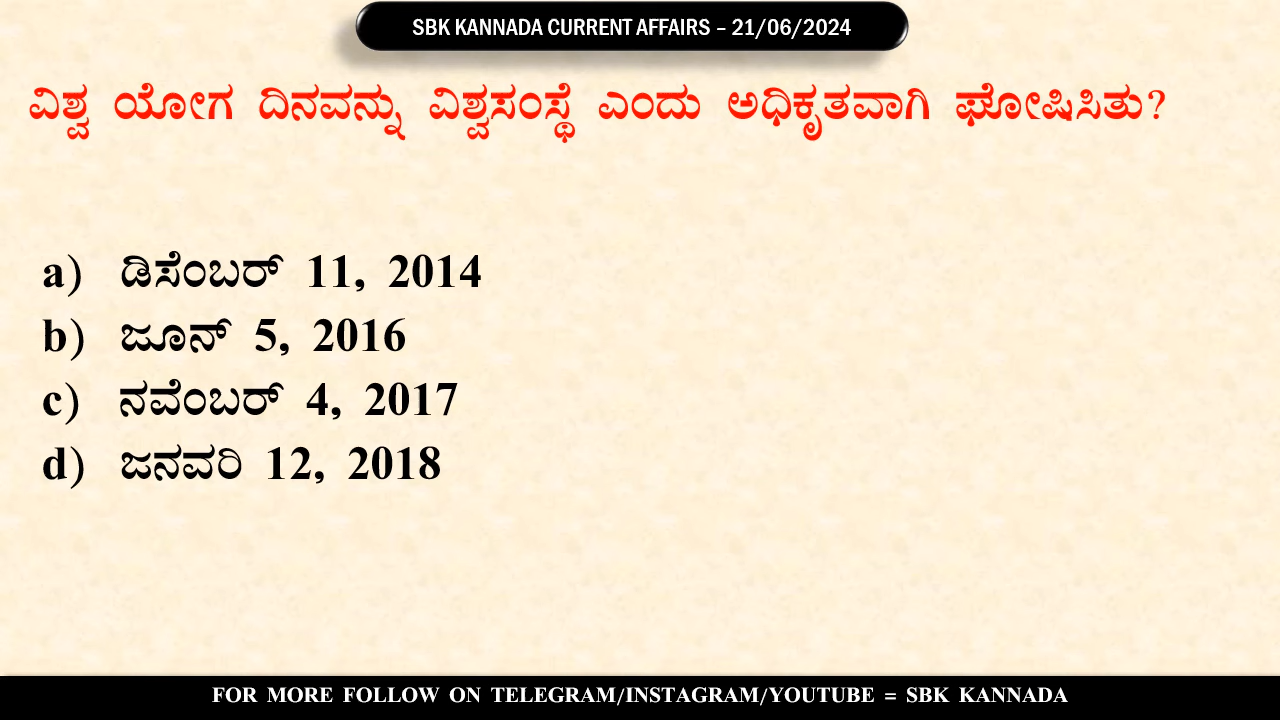 SBK KANNADA CURRENT AFFAIRS – 21/06/2024
ವಿಶ್ವ ಯೋಗ ದಿನವನ್ನು ವಿಶ್ವಸಂಸ್ಥೆ ಎಂದು ಅಧಿಕೃತವಾಗಿ ಘೋಷಿಸಿತು?
a) ಡಿಸೆಂಬರ್ 11, 2014
b) ಜೂನ್ 5, 2016
c) ನವೆಂಬರ್ 4, 2017
d) ಜನವರಿ 12, 2018
FOR MORE FOLLOW ON TELEGRAM/INSTAGRAM/YOUTUBE = SBK KANNADA